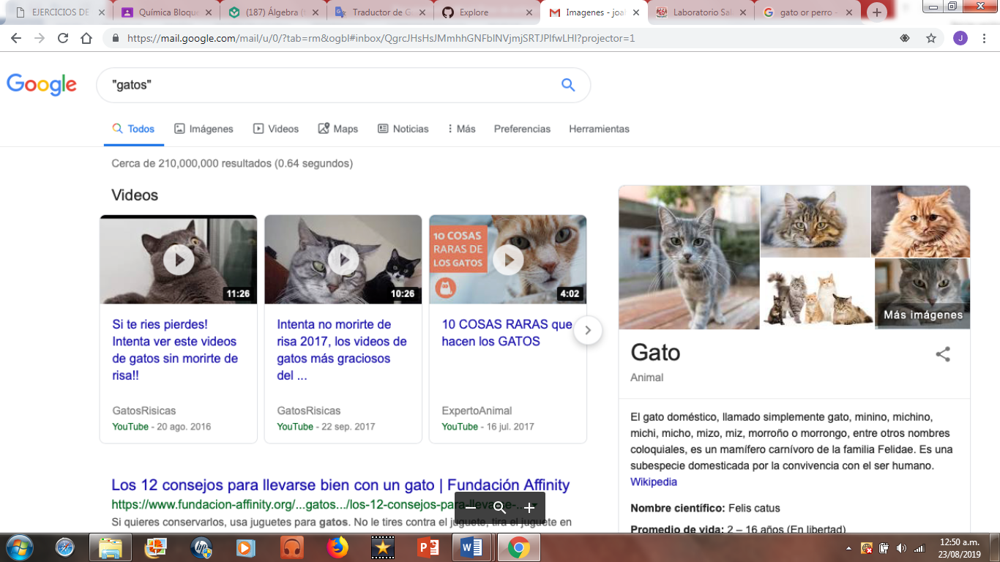 EJERCICIOS DE
Química Bloque
(187) Álgebra (
Traductor de G
Explore
Imagenes - joa
Laboratorio Sal
gato or perro -
https://mail.google.com/mail/u/0/?tab=rm&ogbl#inbox/QgrcJHsHsJMmhhGNFbINVjmjSRTJPlfwLHl?projector=1
J
Google
"gatos"
Todos
Imágenes
Videos
Maps
Noticias
Más
Preferencias
Herramientas
Cerca de 210,000,000 resultados (0.64 segundos)
Videos
11:26
Si te ries pierdes!
Intenta ver este videos
de gatos sin morirte de
risa!!
GatosRisicas
YouTube - 20 ago. 2016
10:26
Intenta no morirte de
risa 2017, los videos de
gatos más graciosos
del ...
GatosRisicas
YouTube - 22 sep. 2017
10 COSAS
RARAS DE
LOS GATOS
4:02
10 COSAS RARAS que
hacen los GATOS
ExpertoAnimal
YouTube - 16 jul. 2017
Los 12 consejos para llevarse bien con un gato | Fundación Affinity
https://www.fundacion-affinity.org/...gatos.../los-12-consejos-para-llevarse-...
Si quieres conservarlos, usa juguetes para gatos. No le tires contra el juguete, tira el juguete en
Más imágenes
Gato
Animal
El gato doméstico, llamado simplemente gato, minino, michino,
michi, micho, mizo, miz, morroño o morrongo, entre otros nombres
coloquiales, es un mamífero carnívoro de la familia Felidae. Es una
subespecie domesticada por la convivencia con el ser humano.
Wikipedia
Nombre científico: Felis catus
Promedio de vida: 2 – 16 años (En libertad)
12:50 a.m.
23/08/2019